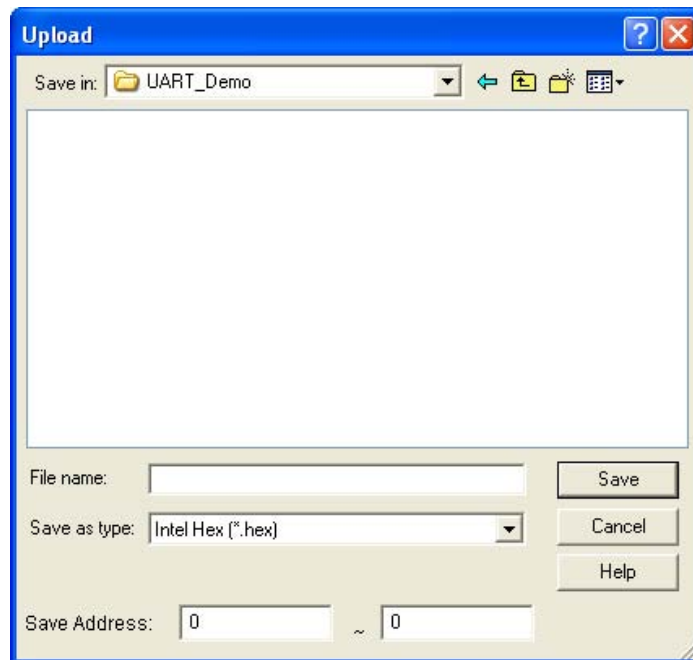 Upload
Save in: UART_Demo
File name:
Save
Save as type: Intel Hex (*.hex)
Cancel
Help
Save Address: 0 ~ 0